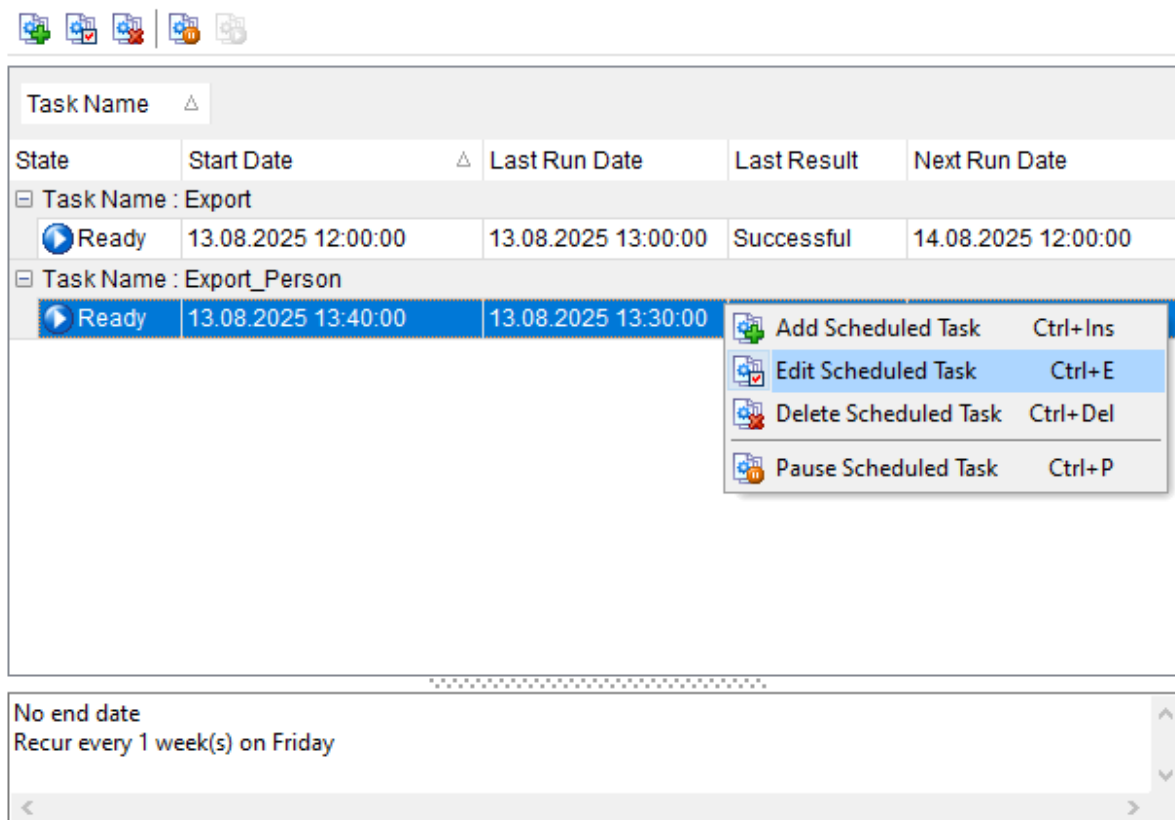 Task Name
State Start Date Last Run Date Last Result Next Run Date
Task Name : Export
Ready 13.08.2025 12:00:00 13.08.2025 13:00:00 Successful 14.08.2025 12:00:00
Task Name : Export_Person
Ready 13.08.2025 13:40:00 13.08.2025 13:30:00
Add Scheduled Task Ctrl+Ins
Edit Scheduled Task Ctrl+E
Delete Scheduled Task Ctrl+Del
Pause Scheduled Task Ctrl+P
No end date
Recur every 1 week(s) on Friday